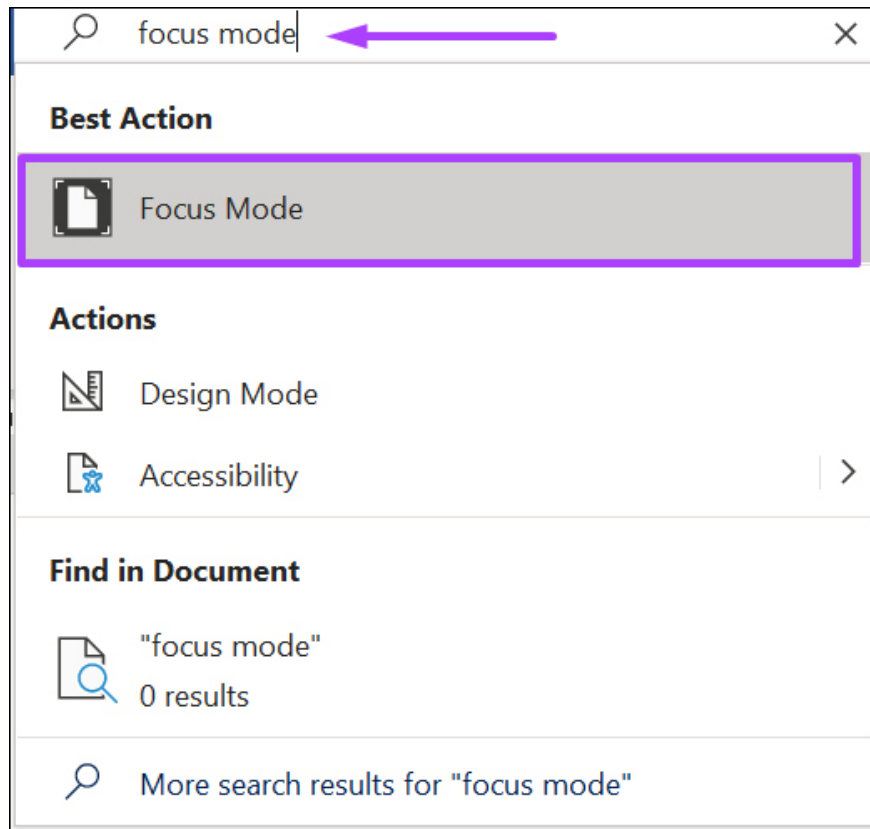 focus mode
Best Action
Focus Mode
Actions
Design Mode
Accessibility
Find in Document
"focus mode"
0 results
More search results for "focus mode"